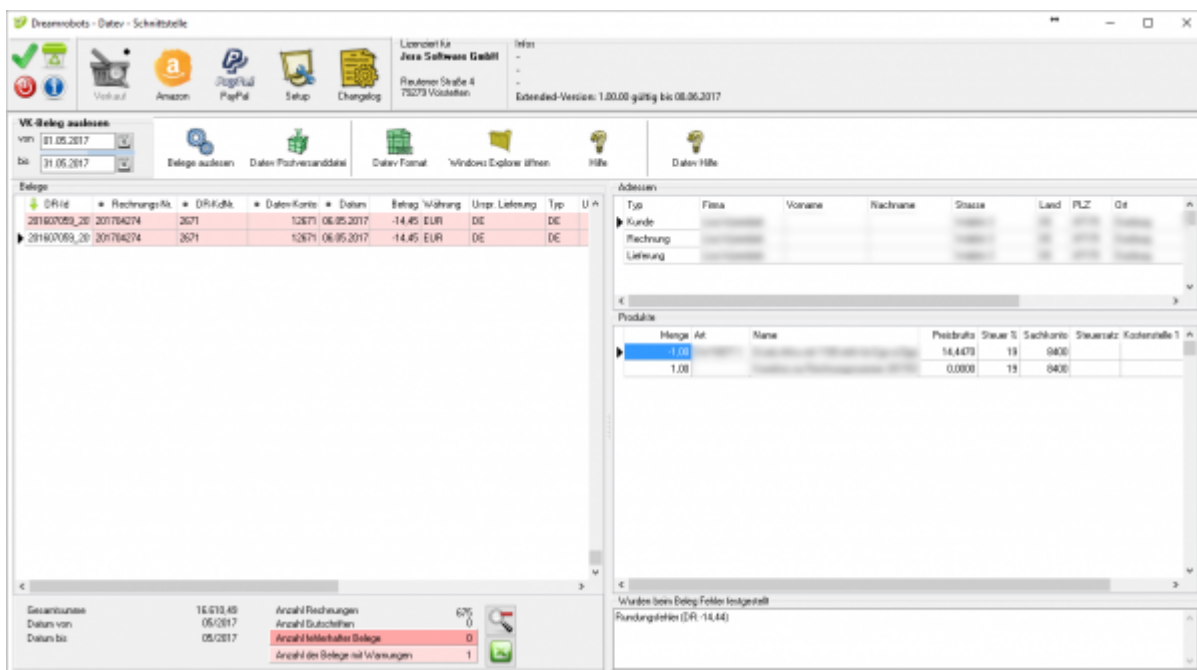 Dreamrobots - Datev - Schnittstelle
Verkauf
Amazon
PayPal
PayPal
Setup
Changelog
Lizenziert für
Jera Software GmbH
Reutener Straße 4
79279 Vörstetten
Infos
-
-
-
Extended-Version: 1.00.00 gültig bis 08.06.2017
VK-Beleg auslesen
von 01.05.2017
bis 31.05.2017
Belege auslesen
Datev Postversanddatei
Datev Format
Windows Explorer öffnen
Hilfe
Datev Hilfe
Belege
DR-Id Rechnungs-Nr. DR-KdNr. Datev-Konto Datum Betrag Währung Urspr. Lieferung Typ U
201607059_20 201704274 2671 12671 06.05.2017 -14,45 EUR DE DE
201607059_20 201704274 2671 12671 06.05.2017 -14,45 EUR DE DE
Adressen
Typ Firma Vorname Nachname Strasse Land PLZ Ort
Kunde
Rechnung
Lieferung
Produkte
Menge Art Name Preisbrutto Steuer % Sachkonto Steuersatz Kostenstelle 1
-1,00 14,4470 19 8400
1,00 0,0000 19 8400
Gesamtsumme 16.610,49
Datum von 05/2017
Datum bis 05/2017
Anzahl Rechnungen 675
Anzahl Gutschriften 0
Anzahl fehlerhafter Belege 0
Anzahl der Belege mit Warnungen 1
Wurden beim Beleg Fehler festgestellt
Rundungsfehler (DR: -14,44)